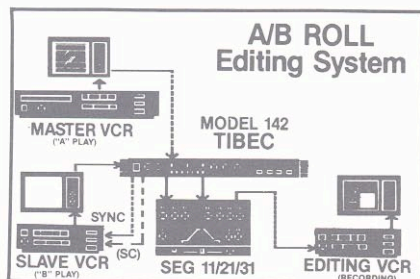 A/B ROLL
Editing System
MASTER VCR
("A" PLAY)
MODEL 142
TIBEC
SYNC
(SC)
SLAVE VCR
("B" PLAY)
SEG 11/21/31
EDITING VCR
(RECORDING)